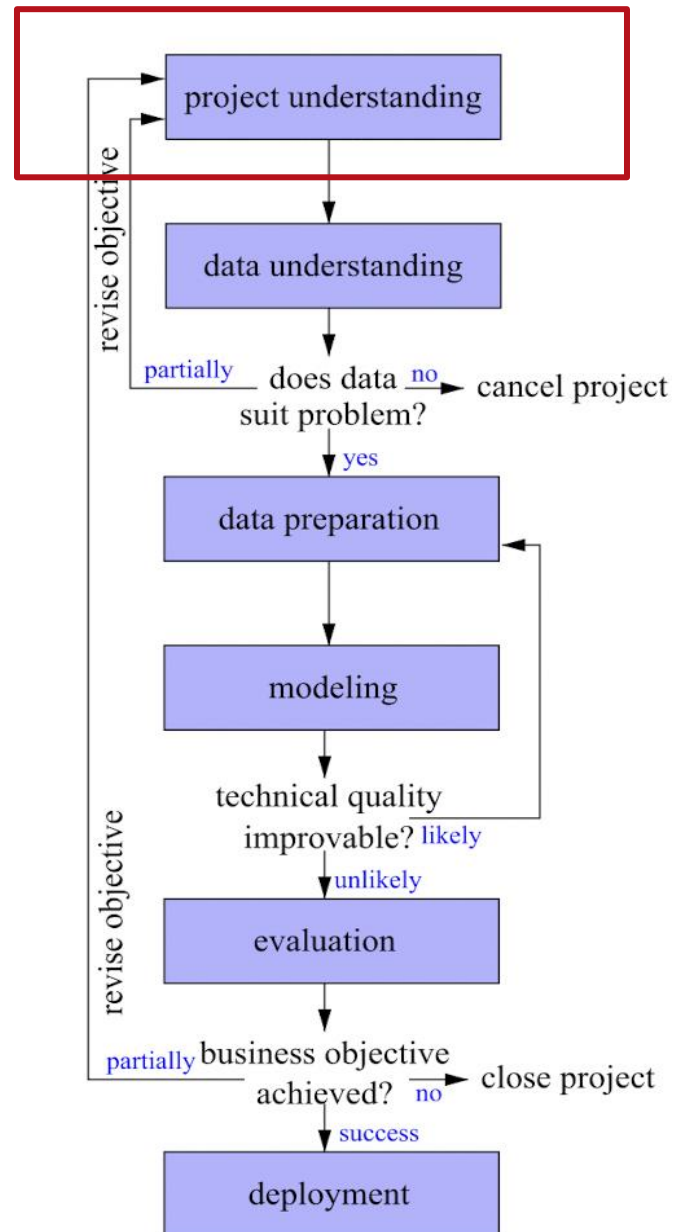 project understanding
revise objective
data understanding
partially
does data
no
cancel project
suit problem?
yes
data preparation
modeling
technical quality
improvable?
likely
unlikely
revise objective
evaluation
partially
business objective
achieved?
no
close project
success
deployment